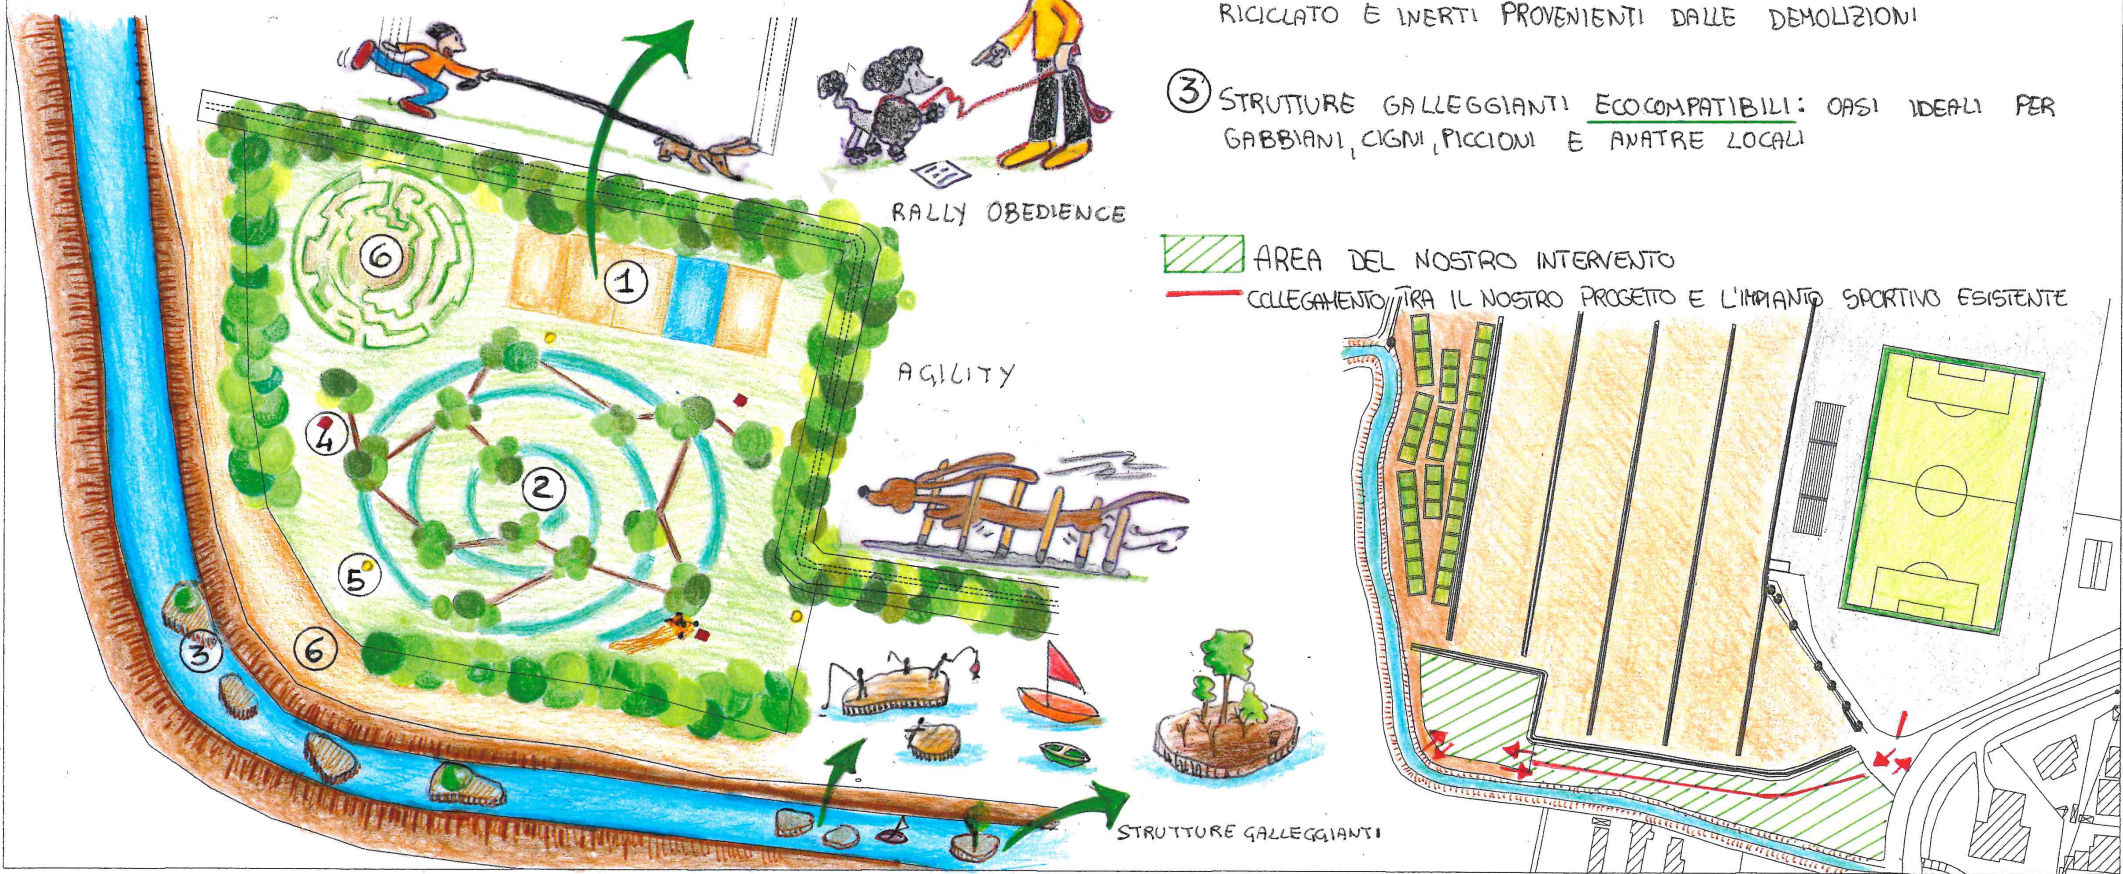 RICICLATO E INERTI PROVENIENTI DALLE DEMOLIZIONI
3 STRUTTURE GALLEGGIANTI ECOCOMPATIBILI: OASI IDEALI PER
GABBIANI, CIGNI, PICCIONI E ANATRE LOCALI
RALLY OBEDIENCE
AREA DEL NOSTRO INTERVENTO
COLLEGAMENTO TRA IL NOSTRO PROGETTO E L'IMPIANTO SPORTIVO ESISTENTE
AGILITY
6
1
4
2
5
3
6
STRUTTURE GALLEGGIANTI